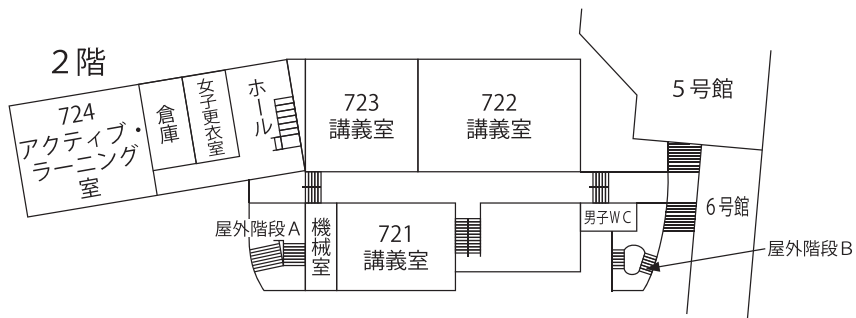 2階
724
アクティブ・
ラーニング
室
倉庫
女子更衣室
ホール
723
講義室
722
講義室
5号館
6号館
屋外階段A
機械室
721
講義室
男子WC
屋外階段B